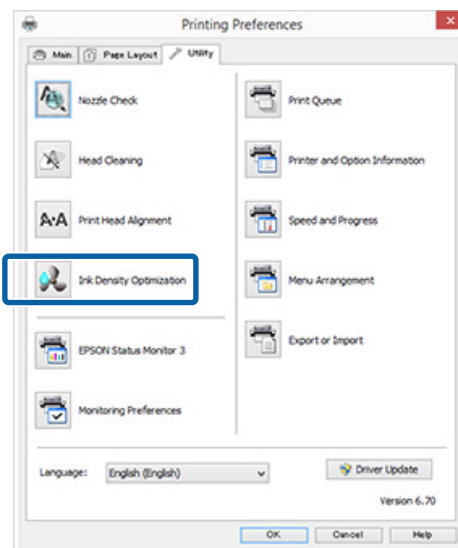 Printing Preferences
Main
Page Layout
Utility
Nozzle Check
Print Queue
Head Cleaning
Printer and Option Information
A·A
Print Head Alignment
Speed and Progress
Ink Density Optimization
Menu Arrangement
EPSON Status Monitor 3
Export or Import
Monitoring Preferences
Language:
English (English)
Driver Update
Version 6.70
OK
Cancel
Help